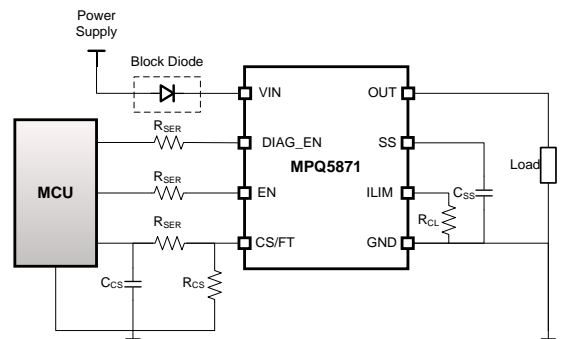 Power
Supply
Block Diode
VIN
OUT
RSER
DIAG_EN
SS
MPQ5871
Load
MCU
RSER
EN
ILIM
CSS
RCL
RSER
CS/FT
GND
CCS
RCS